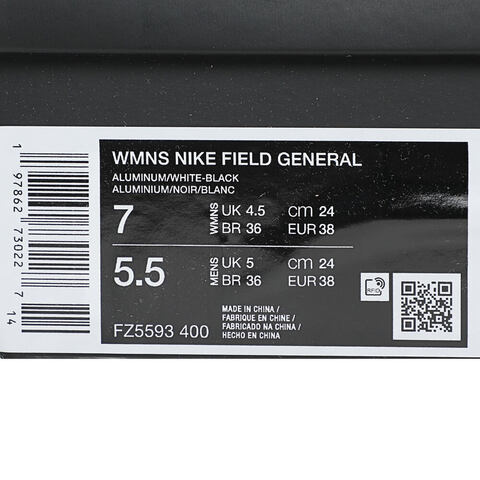 WMNS NIKE FIELD GENERAL
ALUMINUM/WHITE-BLACK
ALUMINIUM/NOIR/BLANC
7 WMNS UK 4.5 cm 24
BR 36 EUR 38
5.5 MENS UK 5 cm 24
BR 36 EUR 38
RFID
MADE IN CHINA /
FABRIQUE EN CHINE /
FABRICADO NA CHINA /
HECHO EN CHINA
FZ5593 400
1 97862 73022 7
14